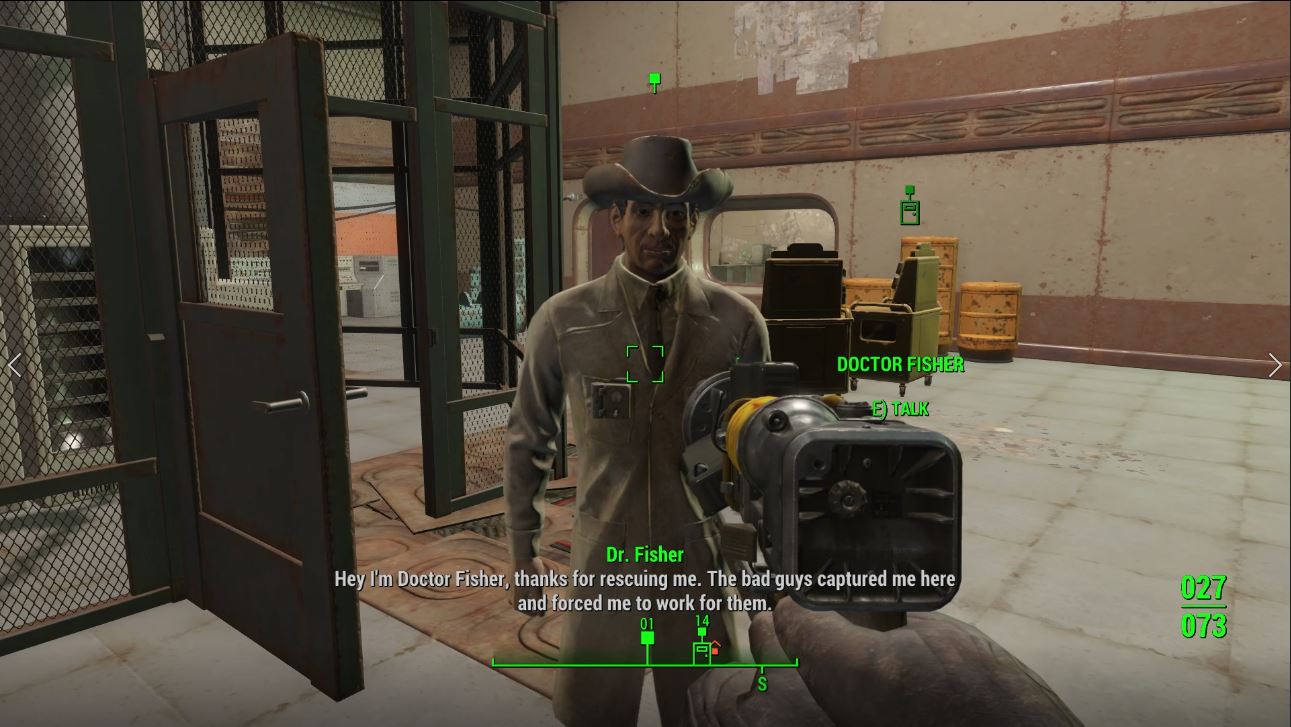 DOCTOR FISHER
E) TALK
Dr. Fisher
Hey I'm Doctor Fisher, thanks for rescuing me. The bad guys captured me here
and forced me to work for them.
027
073
01
14
S